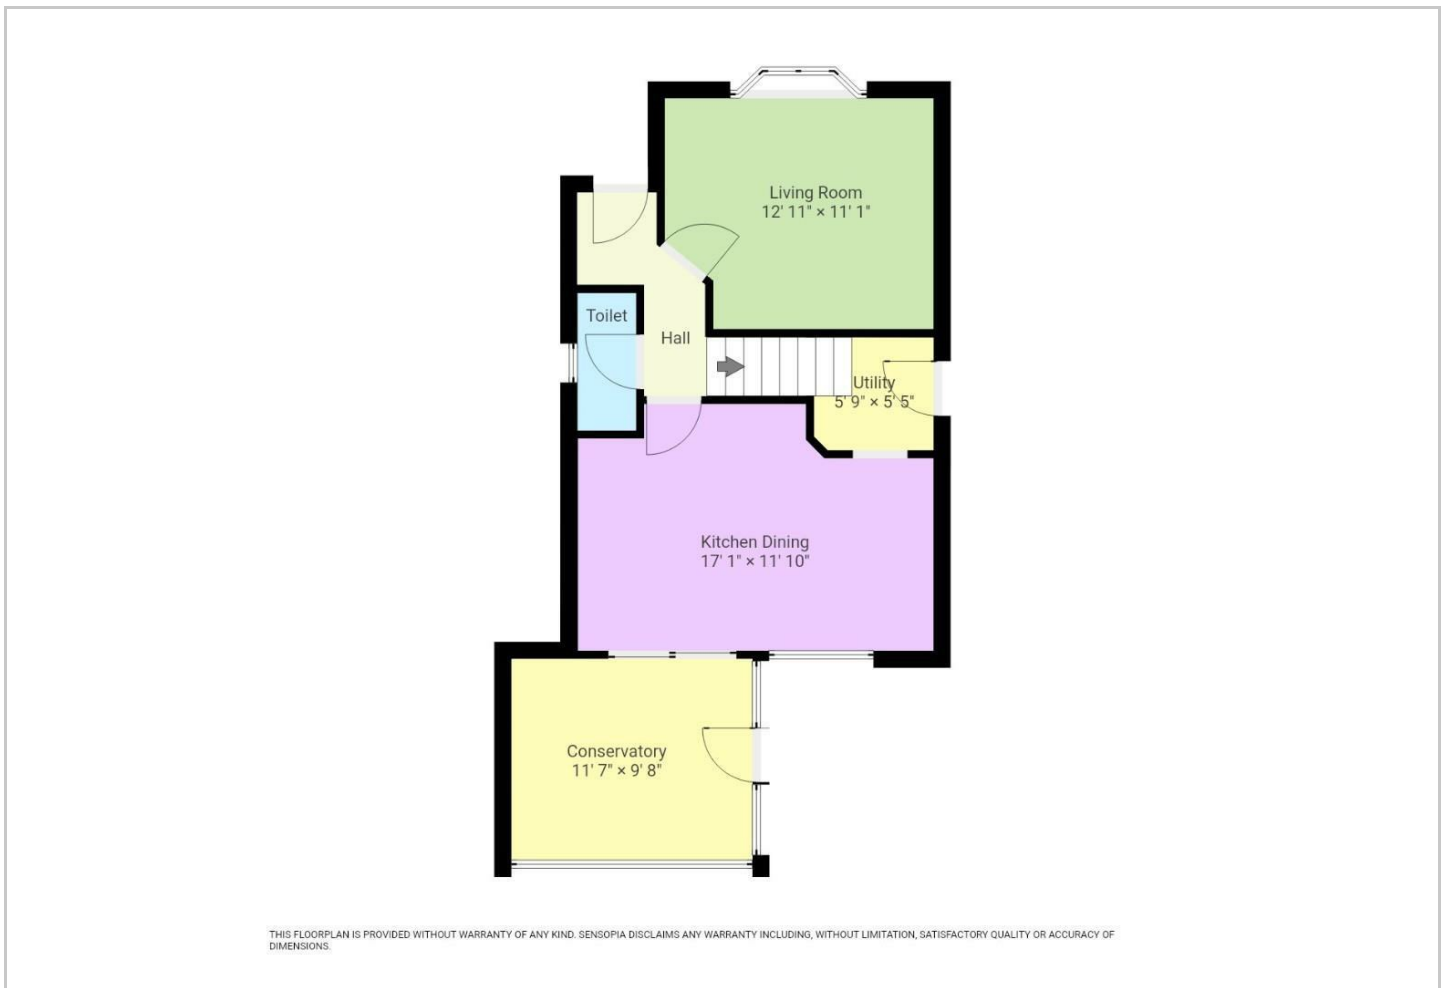 Living Room
12' 11" × 11' 1"
Toilet
Hall
Utility
5' 9" × 5' 5"
Kitchen Dining
17' 1" × 11' 10"
Conservatory
11' 7" × 9' 8"
THIS FLOORPLAN IS PROVIDED WITHOUT WARRANTY OF ANY KIND. SENSOPIA DISCLAIMS ANY WARRANTY INCLUDING, WITHOUT LIMITATION, SATISFACTORY QUALITY OR ACCURACY OF
DIMENSIONS.